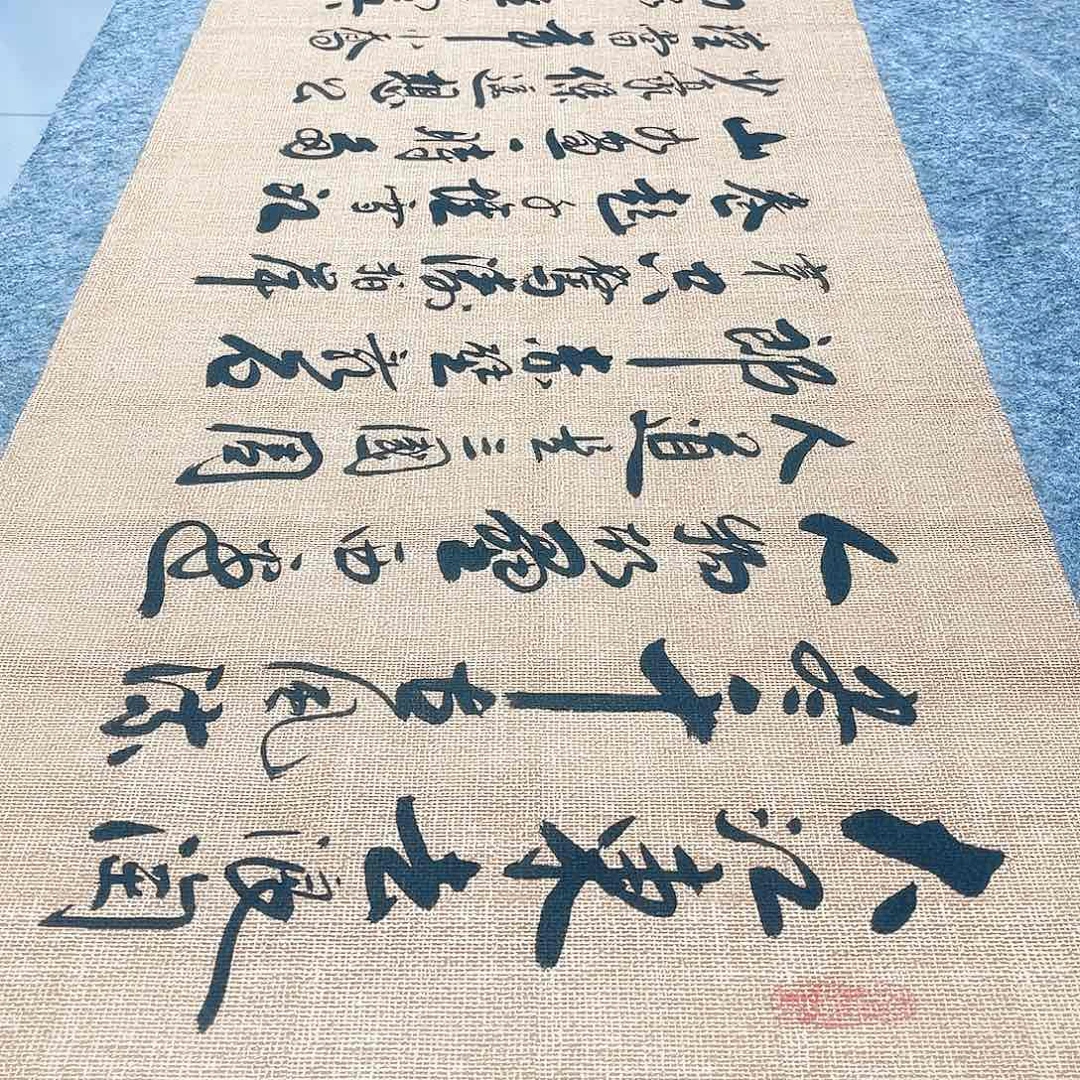 大江東去浪淘
盡千古風流
人物故壘西邊
人道是三國周
郎赤壁亂石
穿空驚濤拍岸
卷起千堆雪江
山如畫一時多
少豪傑遙想公
瑾當年小喬